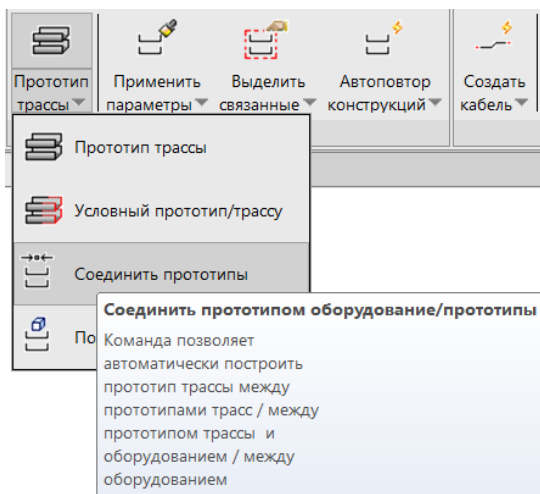 Прототип трассы
Применить параметры
Выделить связанные
Автоповтор конструкций
Создать кабель
Прототип трассы
Условный прототип/трассу
Соединить прототипы
По
Соединить прототипом оборудование/прототипы
Команда позволяет
автоматически построить
прототип трассы между
прототипами трасс / между
прототипом трассы и
оборудованием / между
оборудованием